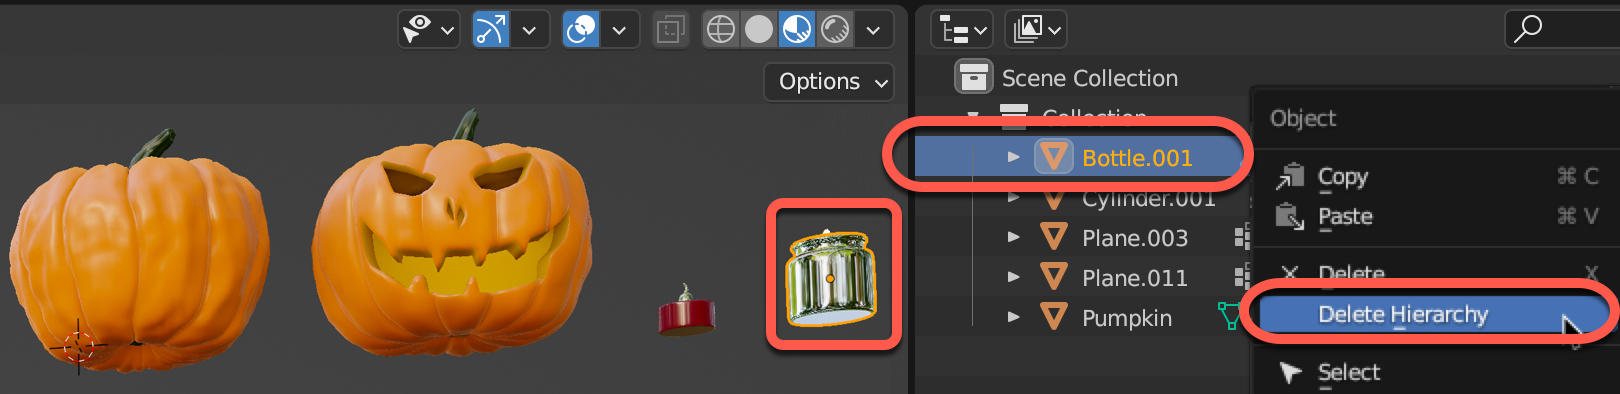 Options
Scene Collection
Collection
Bottle.001
Cylinder.001
Plane.003
Plane.011
Pumpkin
Object
Copy ⌘ C
Paste ⌘ V
Delete X
Delete Hierarchy
Select